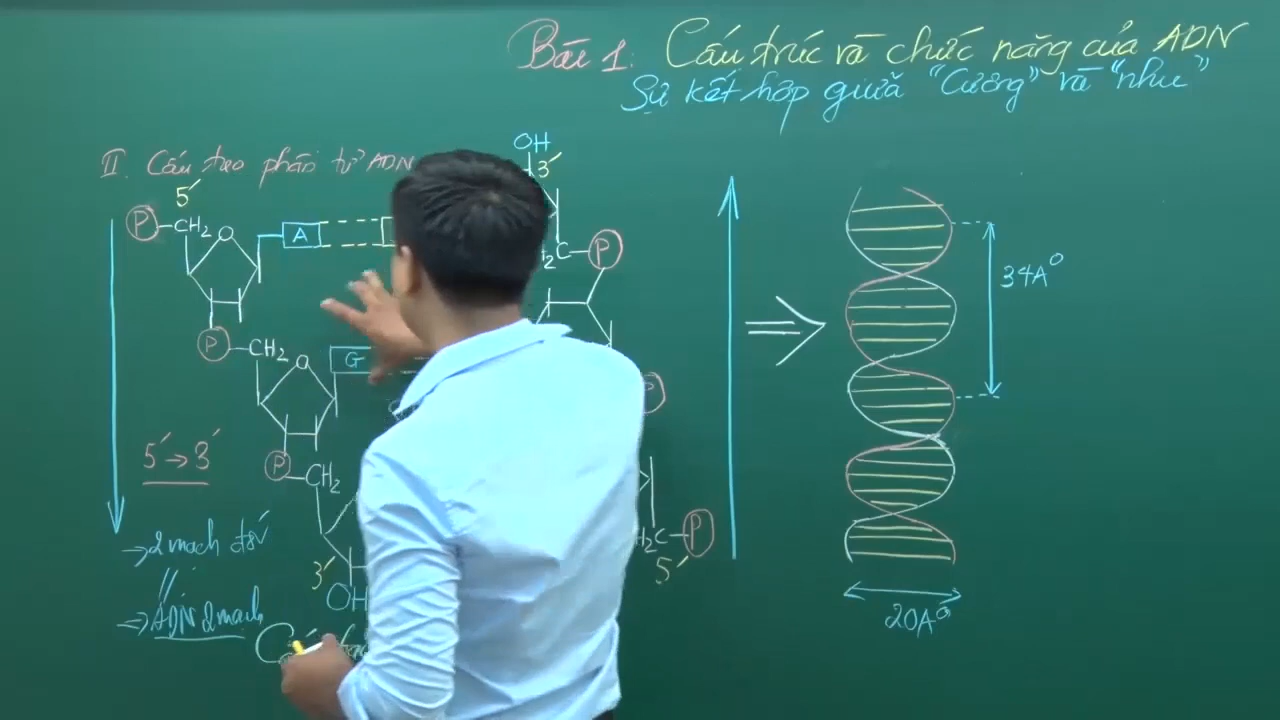 Bài 1: Cấu trúc và chức năng của ADN
Sự kết hợp giữa "Cương" và "nhu"
II. Cấu tạo phân tử ADN
OH
3'
5'
P CH2 O A
C P
2
P CH2 O G
P
5' → 3'
P CH2
→ 2 mạch đối
→ ADN 2 mạch
3'
OH
H2C P
5'
34A°
20A°